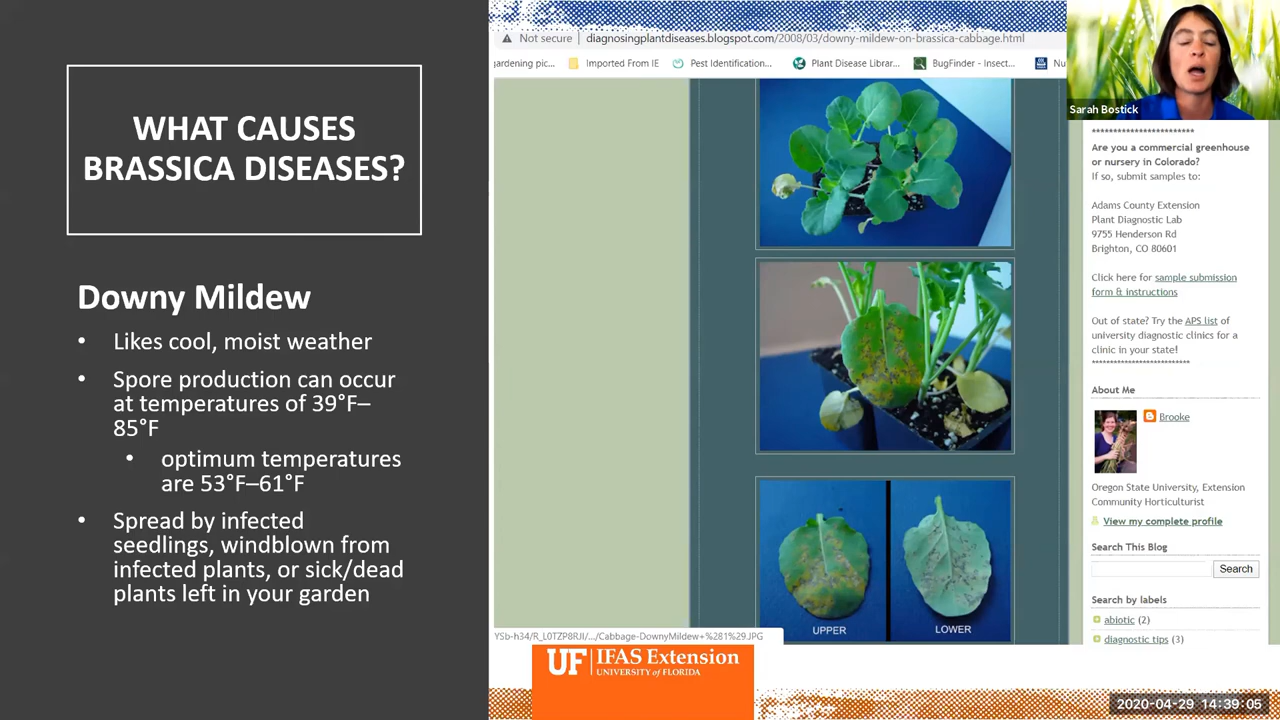 WHAT CAUSES
BRASSICA DISEASES?
Downy Mildew
• Likes cool, moist weather
• Spore production can occur
at temperatures of 39°F–
85°F
• optimum temperatures
are 53°F–61°F
• Spread by infected
seedlings, windblown from
infected plants, or sick/dead
plants left in your garden
Not secure | diagnosingplantdiseases.blogspot.com/2008/03/downy-mildew-on-brassica-cabbage.html
gardening pic... Imported From IE Pest Identification... Plant Disease Librar... BugFinder - Insect... Nu
Sarah Bostick
UPPER LOWER
YSb-h34/R_L0TZP8RJI/.../Cabbage-DownyMildew+%281%29.JPG
************************
Are you a commercial greenhouse
or nursery in Colorado?
If so, submit samples to:
Adams County Extension
Plant Diagnostic Lab
9755 Henderson Rd
Brighton, CO 80601
Click here for sample submission
form & instructions
Out of state? Try the APS list of
university diagnostic clinics for a
clinic in your state!
************************
About Me
Brooke
Oregon State University, Extension
Community Horticulturist
View my complete profile
Search This Blog
Search
Search by labels
abiotic (2)
diagnostic tips (3)
UF IFAS Extension
UNIVERSITY of FLORIDA
2020-04-29 14:39:05